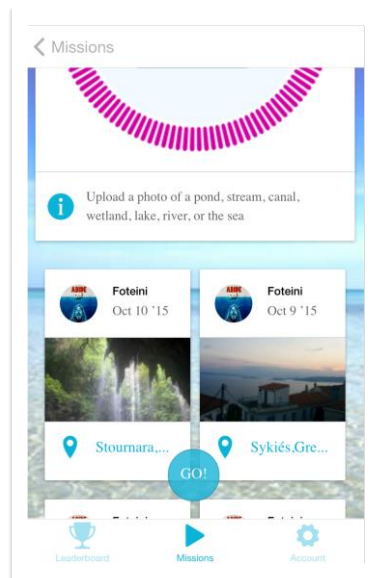 Missions
Upload a photo of a pond, stream, canal,
wetland, lake, river, or the sea
Foteini
Oct 10 '15
Foteini
Oct 9 '15
Stournara,...
Sykiés,Gre...
GO!
Leaderboard
Missions
Account